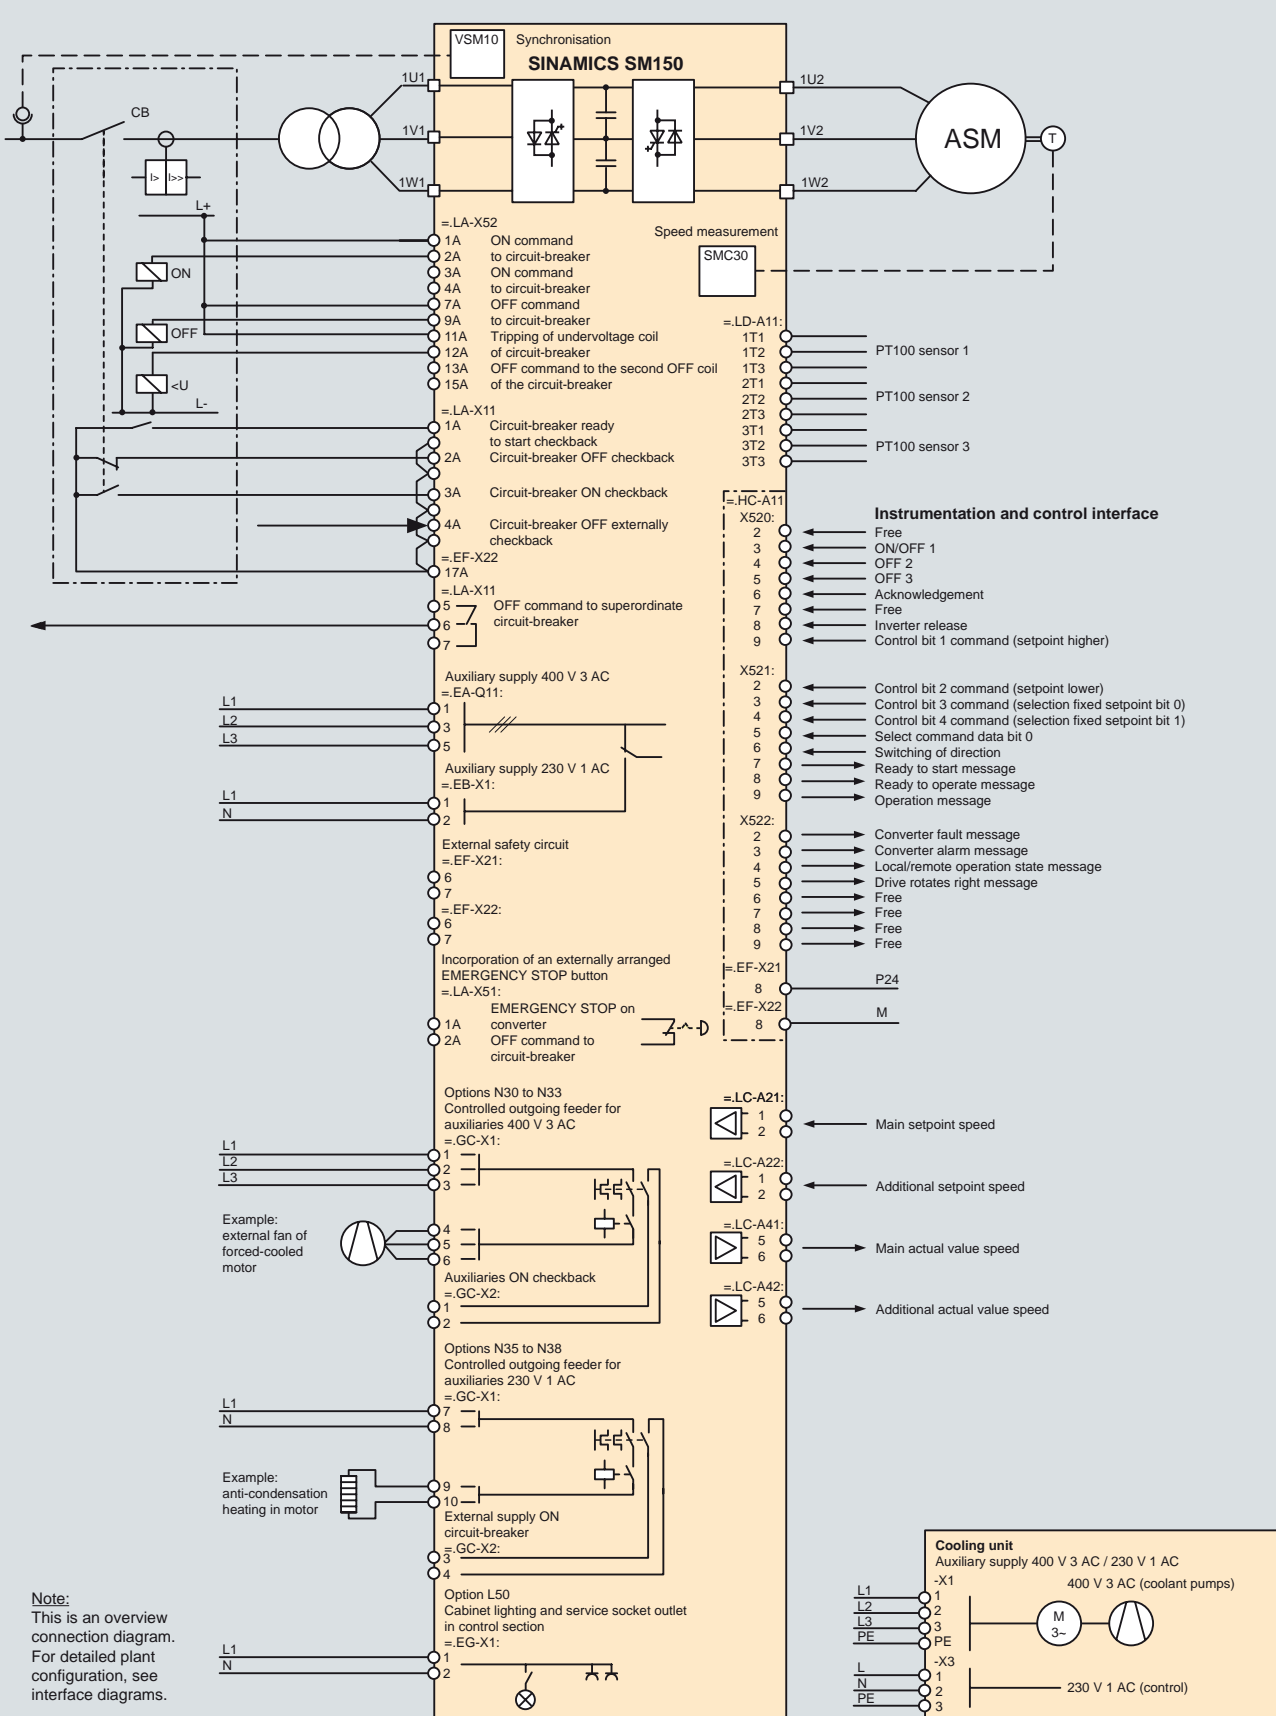 VSM10
Synchronisation
SINAMICS SM150
1U1
1U2
CB
1V1
1V2
ASM
T
I>
I>>
1W1
1W2
L+
ON
OFF
<U
L-
=.LA-X52
1A ON command
2A to circuit-breaker
3A ON command
4A to circuit-breaker
7A OFF command
9A to circuit-breaker
11A Tripping of undervoltage coil
12A of circuit-breaker
13A OFF command to the second OFF coil
15A of the circuit-breaker
=.LA-X11
1A Circuit-breaker ready
to start checkback
2A Circuit-breaker OFF checkback
3A Circuit-breaker ON checkback
4A Circuit-breaker OFF externally
checkback
=.EF-X22
17A
=.LA-X11
5 OFF command to superordinate
6 circuit-breaker
7
Auxiliary supply 400 V 3 AC
=.EA-Q11:
L1 1
L2 3
L3 5
Auxiliary supply 230 V 1 AC
=.EB-X1:
L1 1
N 2
External safety circuit
=.EF-X21:
6
7
=.EF-X22:
6
7
Incorporation of an externally arranged
EMERGENCY STOP button
=.LA-X51:
EMERGENCY STOP on
1A converter
2A OFF command to
circuit-breaker
Options N30 to N33
Controlled outgoing feeder for
auxiliaries 400 V 3 AC
=.GC-X1:
L1 1
L2 2
L3 3
Example:
external fan of
forced-cooled
motor
4
5
6
Auxiliaries ON checkback
=.GC-X2:
1
2
Options N35 to N38
Controlled outgoing feeder for
auxiliaries 230 V 1 AC
=.GC-X1:
L1 7
N 8
Example:
anti-condensation
heating in motor
9
10
External supply ON
circuit-breaker
=.GC-X2:
3
4
Option L50
Cabinet lighting and service socket outlet
in control section
=.EG-X1:
L1 1
N 2
Note:
This is an overview
connection diagram.
For detailed plant
configuration, see
interface diagrams.
Speed measurement
SMC30
=.LD-A11:
1T1
1T2 PT100 sensor 1
1T3
2T1
2T2 PT100 sensor 2
2T3
3T1
3T2 PT100 sensor 3
3T3
=.HC-A11
Instrumentation and control interface
X520:
2 Free
3 ON/OFF 1
4 OFF 2
5 OFF 3
6 Acknowledgement
7 Free
8 Inverter release
9 Control bit 1 command (setpoint higher)
X521:
2 Control bit 2 command (setpoint lower)
3 Control bit 3 command (selection fixed setpoint bit 0)
4 Control bit 4 command (selection fixed setpoint bit 1)
5 Select command data bit 0
6 Switching of direction
7 Ready to start message
8 Ready to operate message
9 Operation message
X522:
2 Converter fault message
3 Converter alarm message
4 Local/remote operation state message
5 Drive rotates right message
6 Free
7 Free
8 Free
9 Free
=.EF-X21
8 P24
=.EF-X22
8 M
=.LC-A21:
1
2 Main setpoint speed
=.LC-A22:
1
2 Additional setpoint speed
=.LC-A41:
5
6 Main actual value speed
=.LC-A42:
5
6 Additional actual value speed
Cooling unit
Auxiliary supply 400 V 3 AC / 230 V 1 AC
-X1 400 V 3 AC (coolant pumps)
L1 1
L2 2
L3 3
PE PE
M
3~
-X3
L 1
N 2 230 V 1 AC (control)
PE 3